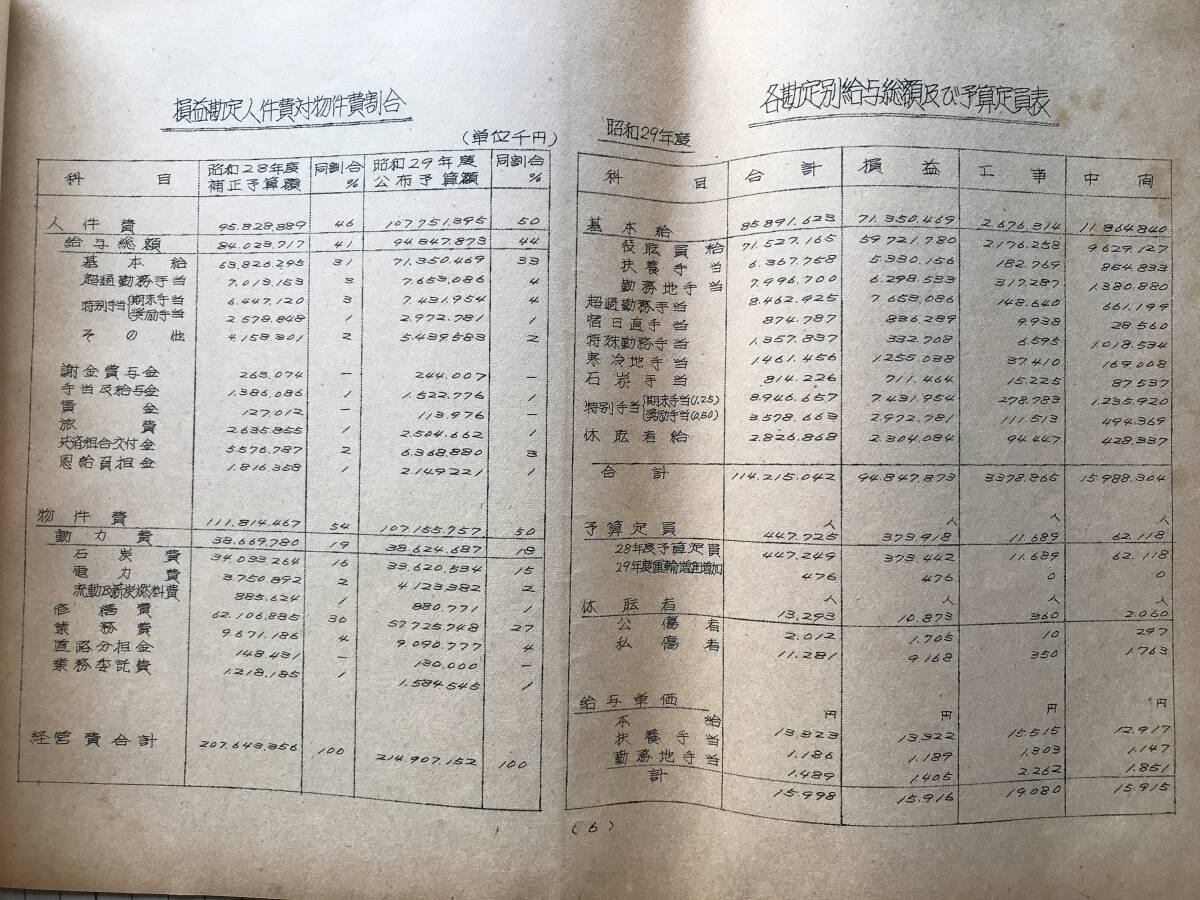 損益勘定人件費対物件費割合
(単位千円)
科目 昭和28年度補正予算額 同割合% 昭和29年度公布予算額 同割合%
人件費 95.828.889 46 107.751.395 50
給与総額 84.023.717 41 94.847.873 44
基本給 63.826.295 31 71.350.469 33
超過勤務手当 7.013.153 3 7.653.086 4
特別手当(期末手当 6.447.120 3 7.431.954 4
(奨励手当 2.578.848 1 2.972.781 1
その他 4.158.301 2 5.439.583 2
謝金賞与金 263.074 — 244.007 —
手当及給与金 1.386.086 1 1.522.776 1
賃金 127.012 — 113.976 —
旅費 2.635.855 1 2.504.662 1
共済組合交付金 5.576.787 2 6.368.880 3
恩給負担金 1.816.358 1 2.149.221 1
物件費 111.814.467 54 107.155.757 50
動力費 38.669.780 19 38.624.687 18
石炭費 34.033.264 16 33.620.534 15
電力費 3.750.892 2 4.123.382 2
流動及薪炭燃料費 885.624 1 880.771 1
修繕費 62.106.885 30 57.725.748 27
業務費 9.671.186 4 9.090.777 4
道路分担金 148.431 — 130.000 —
業務委託費 1.218.185 1 1.584.545 1
経営費合計 207.643.356 100 214.907.152 100
各勘定別給与総額及び予算定員表
昭和29年度
科目 合計 損益 工事 中間
基本給 85.891.623 71.350.469 2.676.314 11.864.840
役職員給 71.527.165 59.721.780 2.176.258 9.629.127
扶養手当 6.367.758 5.330.156 182.769 854.833
勤務地手当 7.996.700 6.298.533 317.287 1.380.880
超過勤務手当 8.462.925 7.653.086 148.640 661.199
宿日直手当 874.787 836.289 9.938 28.560
特殊勤務手当 1.357.837 332.708 6.595 1.018.534
寒冷地手当 1.461.456 1.255.038 37.410 169.008
石炭手当 814.226 711.464 15.225 87.537
特別手当(期末手当(1.25) 8.946.657 7.431.954 278.783 1.235.920
(奨励手当(0.50) 3.578.663 2.972.781 111.513 494.369
休職者給 2.826.868 2.304.084 94.447 428.337
合計 114.215.042 94.847.873 3.378.865 15.988.304
人 人 人 人
予算定員 447.725 373.918 11.689 62.118
28年度予算定員 447.249 373.442 11.689 62.118
29年度運輸増定増加 476 476 0 0
人 人 人 人
休職者 13.293 10.873 360 2.060
公傷者 2.012 1.705 10 297
私傷者 11.281 9.168 350 1.763
給与単価 円 円 円 円
本給 13.323 13.322 15.515 12.917
扶養手当 1.186 1.189 1.303 1.147
勤務地手当 1.489 1.405 2.262 1.851
計 15.998 15.916 19.080 15.915
(6)